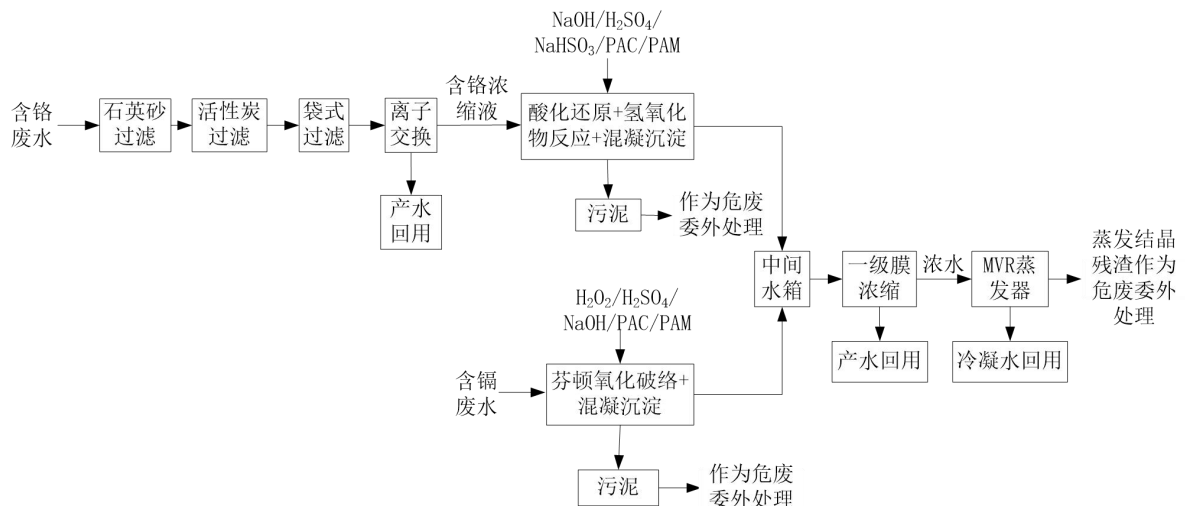 NaOH/H₂SO₄/
NaHSO₃/PAC/PAM
含铬
废水
石英砂
过滤
活性炭
过滤
袋式
过滤
离子
交换
含铬浓
缩液
酸化还原+氢氧化
物反应+混凝沉淀
产水
回用
污泥
作为危废
委外处理
中间
水箱
一级膜
浓缩
浓水
MVR蒸
发器
蒸发结晶
残渣作为
危废委外
处理
产水回用
冷凝水回用
H₂O₂/H₂SO₄/
NaOH/PAC/PAM
含镉
废水
芬顿氧化破络+
混凝沉淀
污泥
作为危废
委外处理